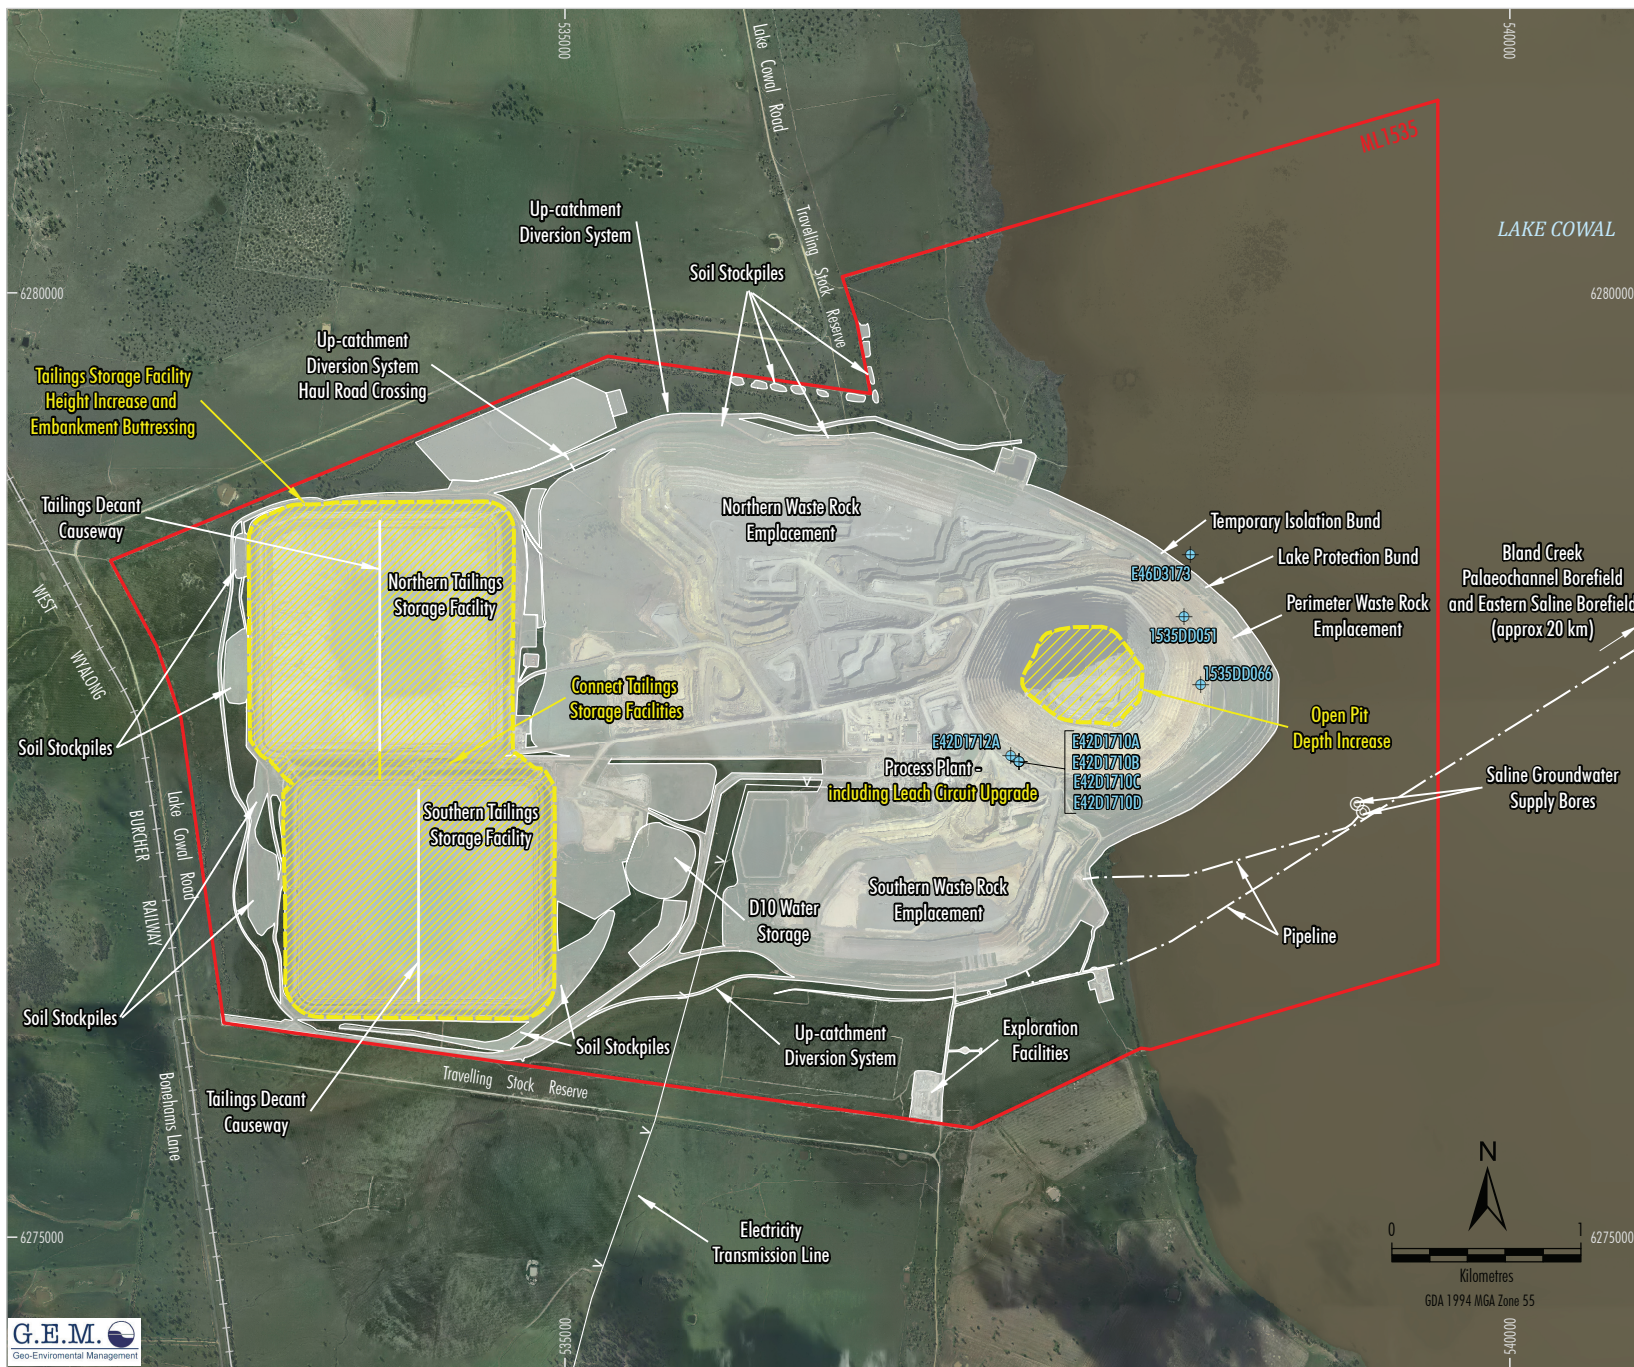 535000
540000
Lake Cowal Road
ML1535
LAKE COWAL
Up-catchment
Diversion System
Travelling Stock Reserve
Soil Stockpiles
6280000
6280000
Up-catchment
Diversion System
Haul Road Crossing
Tailings Storage Facility
Height Increase and
Embankment Buttressing
Tailings Decant
Causeway
Northern Waste Rock
Emplacement
Temporary Isolation Bund
Lake Protection Bund
E46D3173
Bland Creek
Palaeochannel Borefield
and Eastern Saline Borefield
(approx 20 km)
Northern Tailings
Storage Facility
Perimeter Waste Rock
Emplacement
1535DD051
1535DD066
WEST
WYALONG
BURCHER
RAILWAY
Connect Tailings
Storage Facilities
Open Pit
Depth Increase
Soil Stockpiles
E42D1712A
E42D1710A
E42D1710B
E42D1710C
E42D1710D
Process Plant -
including Leach Circuit Upgrade
Saline Groundwater
Supply Bores
Lake Cowal Road
Southern Tailings
Storage Facility
Southern Waste Rock
Emplacement
D10 Water
Storage
Pipeline
Soil Stockpiles
Soil Stockpiles
Up-catchment
Diversion System
Exploration
Facilities
Travelling Stock Reserve
Tailings Decant
Causeway
Bonehams Lane
Electricity
Transmission Line
6275000
6275000
N
0 1
Kilometres
GDA 1994 MGA Zone 55
535000
540000
G.E.M.
Geo-Enviromental Management